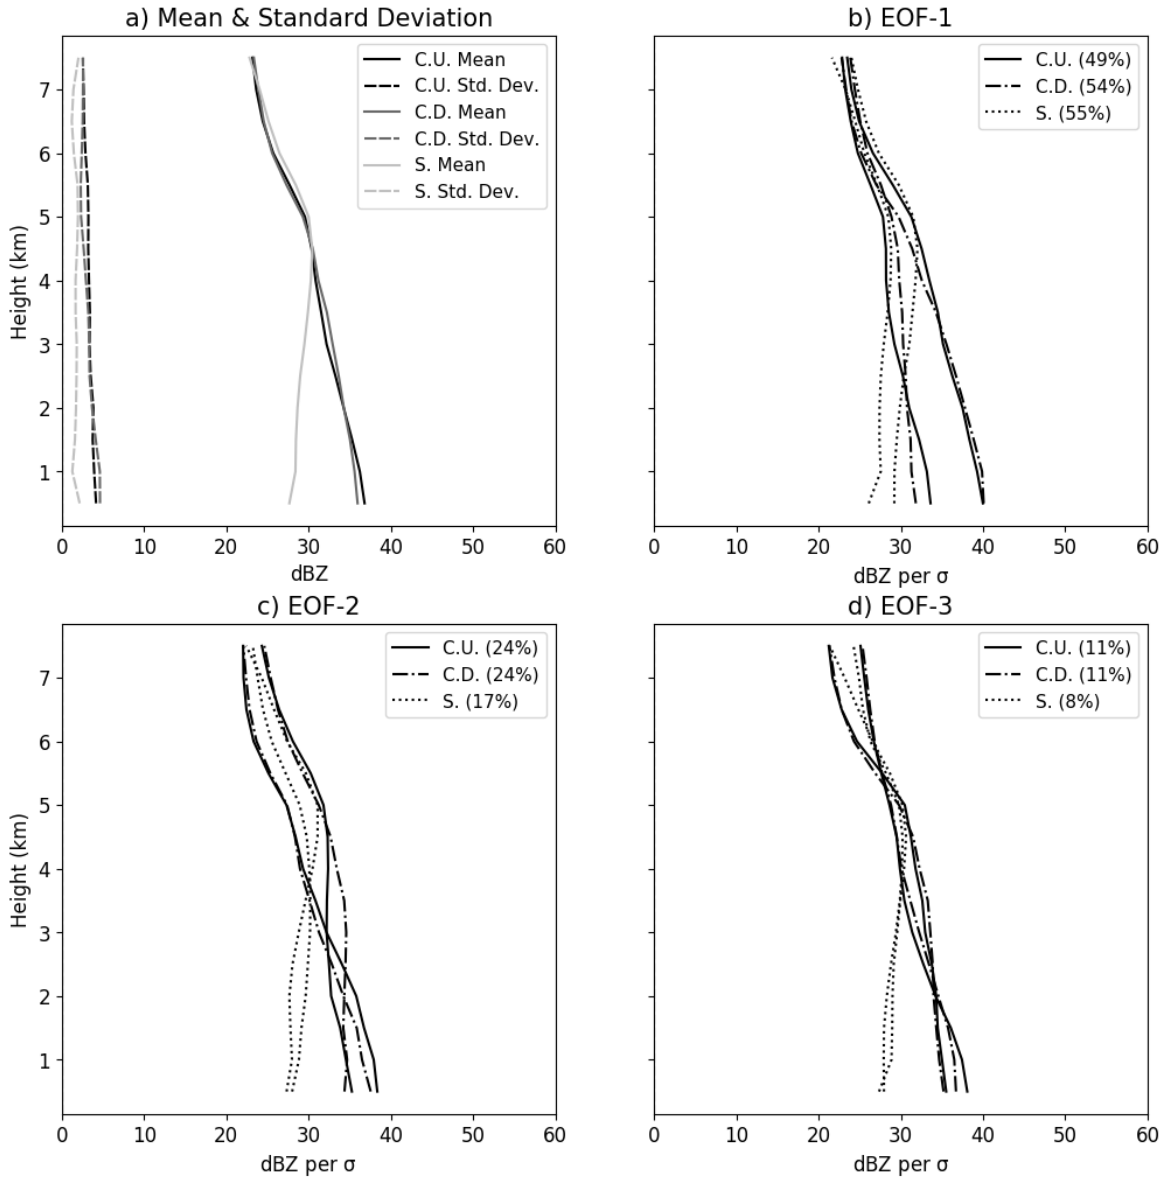 a) Mean & Standard Deviation
C.U. Mean
C.U. Std. Dev.
C.D. Mean
C.D. Std. Dev.
S. Mean
S. Std. Dev.
7
6
5
4
3
2
1
Height (km)
0 10 20 30 40 50 60
dBZ
b) EOF-1
C.U. (49%)
C.D. (54%)
S. (55%)
0 10 20 30 40 50 60
dBZ per σ
c) EOF-2
C.U. (24%)
C.D. (24%)
S. (17%)
7
6
5
4
3
2
1
Height (km)
0 10 20 30 40 50 60
dBZ per σ
d) EOF-3
C.U. (11%)
C.D. (11%)
S. (8%)
0 10 20 30 40 50 60
dBZ per σ